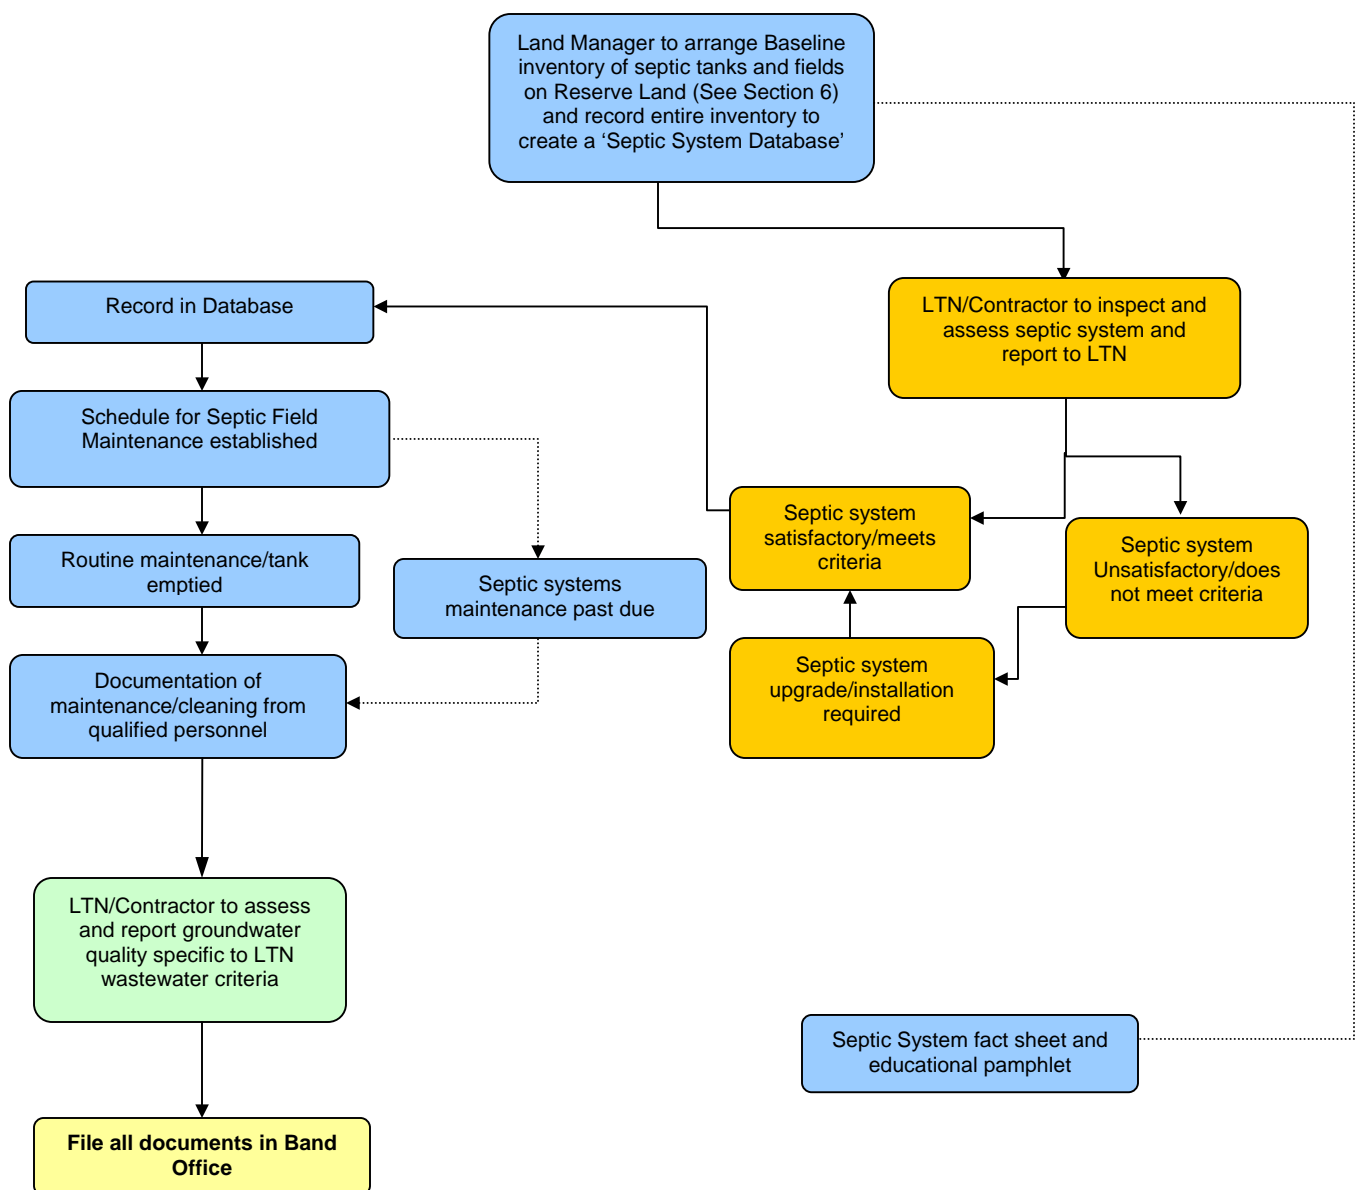 Land Manager to arrange Baseline
inventory of septic tanks and fields
on Reserve Land (See Section 6)
and record entire inventory to
create a ‘Septic System Database’
Record in Database
LTN/Contractor to inspect and
assess septic system and
report to LTN
Schedule for Septic Field
Maintenance established
Septic system
satisfactory/meets
criteria
Septic system
Unsatisfactory/does
not meet criteria
Routine maintenance/tank
emptied
Septic systems
maintenance past due
Septic system
upgrade/installation
required
Documentation of
maintenance/cleaning from
qualified personnel
LTN/Contractor to assess
and report groundwater
quality specific to LTN
wastewater criteria
Septic System fact sheet and
educational pamphlet
File all documents in Band
Office